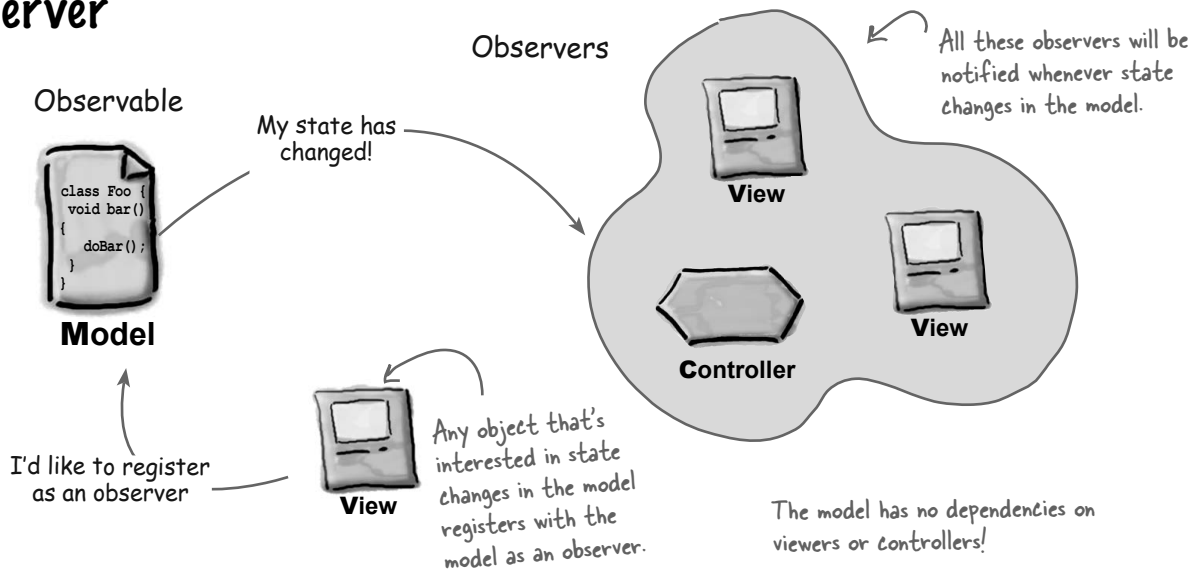 erver
Observers
All these observers will be
notified whenever state
changes in the model.
Observable
My state has
changed!
class Foo {
void bar()
{
doBar();
}
}
Model
View
View
Controller
I'd like to register
as an observer
View
Any object that's
interested in state
changes in the model
registers with the
model as an observer.
The model has no dependencies on
viewers or controllers!